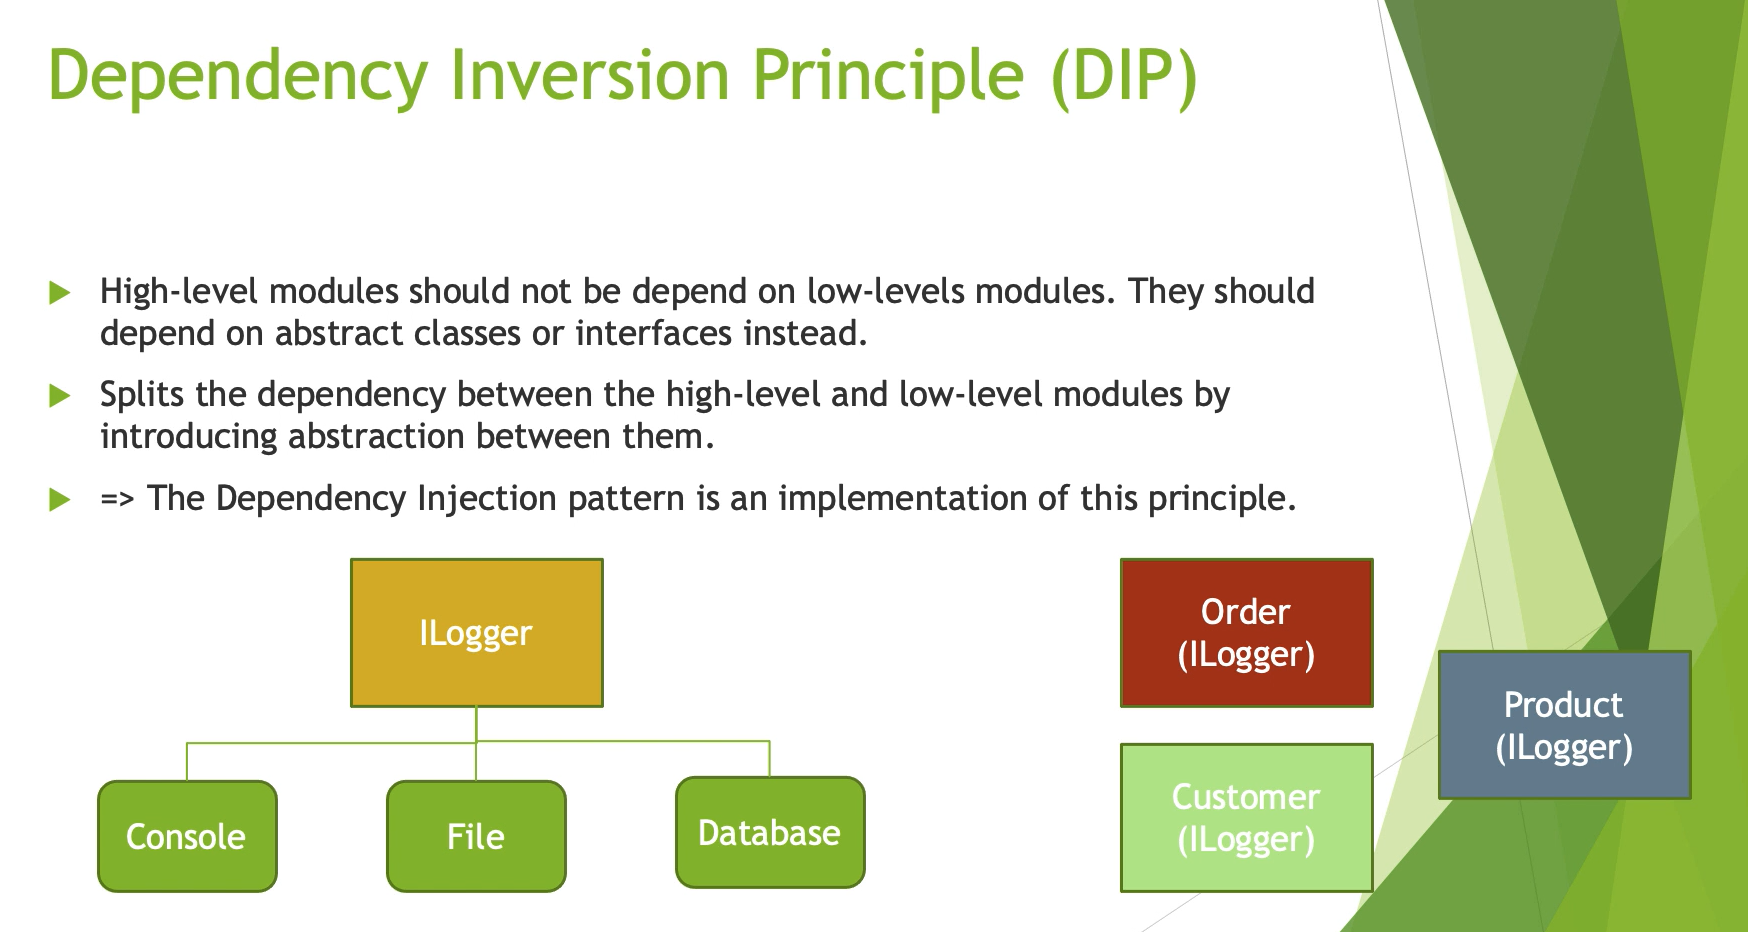 Dependency Inversion Principle (DIP)
High-level modules should not be depend on low-levels modules. They should
depend on abstract classes or interfaces instead.
Splits the dependency between the high-level and low-level modules by
introducing abstraction between them.
=> The Dependency Injection pattern is an implementation of this principle.
ILogger
Console
File
Database
Order
(ILogger)
Customer
(ILogger)
Product
(ILogger)